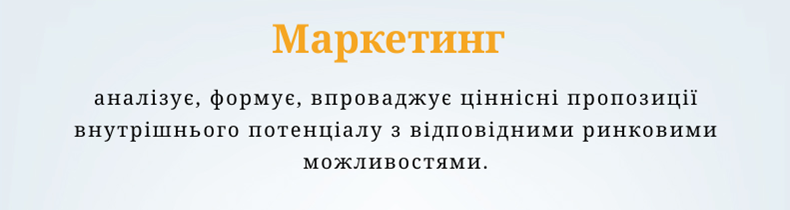 Маркетинг
аналізує, формує, впроваджує ціннісні пропозиції
внутрішнього потенціалу з відповідними ринковими
можливостями.